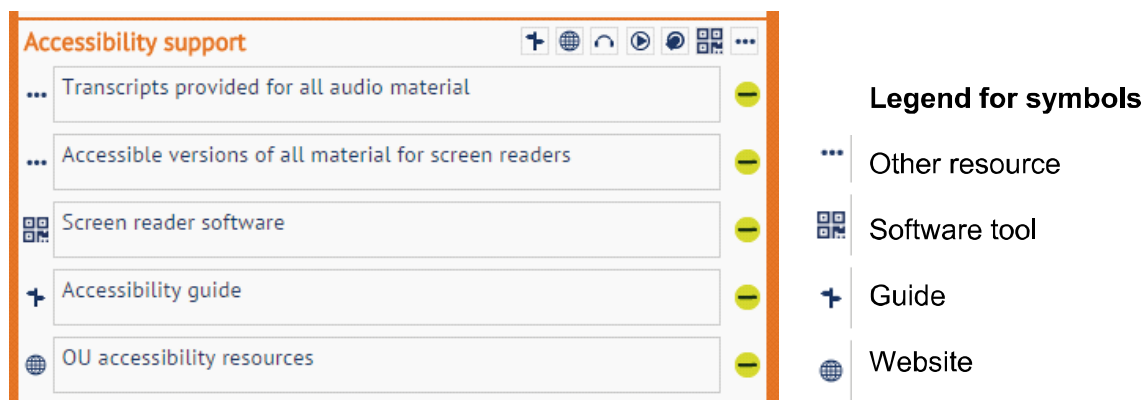 Accessibility support
Transcripts provided for all audio material
Accessible versions of all material for screen readers
Screen reader software
Accessibility guide
OU accessibility resources
Legend for symbols
Other resource
Software tool
Guide
Website